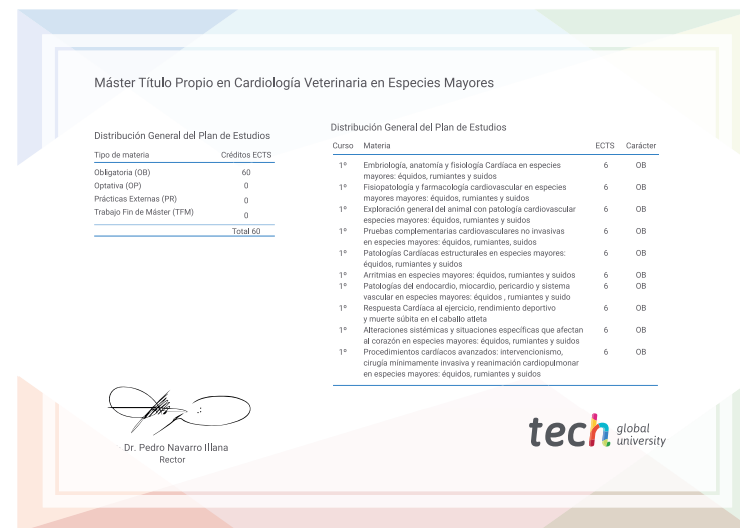 Máster Título Propio en Cardiología Veterinaria en Especies Mayores
Distribución General del Plan de Estudios
Tipo de materia Créditos ECTS
Obligatoria (OB) 60
Optativa (OP) 0
Prácticas Externas (PR) 0
Trabajo Fin de Máster (TFM) 0
Total 60
Distribución General del Plan de Estudios
Curso Materia ECTS Carácter
1º Embriología, anatomía y fisiología Cardíaca en especies 6 OB
mayores: équidos, rumiantes y suidos
1º Fisiopatología y farmacología cardiovascular en especies 6 OB
mayores mayores: équidos, rumiantes y suidos
1º Exploración general del animal con patología cardiovascular 6 OB
especies mayores: équidos, rumiantes y suidos
1º Pruebas complementarias cardiovasculares no invasivas 6 OB
en especies mayores: équidos, rumiantes, suidos
1º Patologías Cardíacas estructurales en especies mayores: 6 OB
équidos, rumiantes y suidos
1º Arritmias en especies mayores: équidos, rumiantes y suidos 6 OB
1º Patologías del endocardio, miocardio, pericardio y sistema 6 OB
vascular en especies mayores: équidos , rumiantes y suido
1º Respuesta Cardíaca al ejercicio, rendimiento deportivo 6 OB
y muerte súbita en el caballo atleta
1º Alteraciones sistémicas y situaciones específicas que afectan 6 OB
al corazón en especies mayores: équidos, rumiantes y suidos
1º Procedimientos cardíacos avanzados: intervencionismo, 6 OB
cirugía mínimamente invasiva y reanimación cardiopulmonar
en especies mayores: équidos, rumiantes y suidos
Dr. Pedro Navarro Illana
Rector
tech global
university